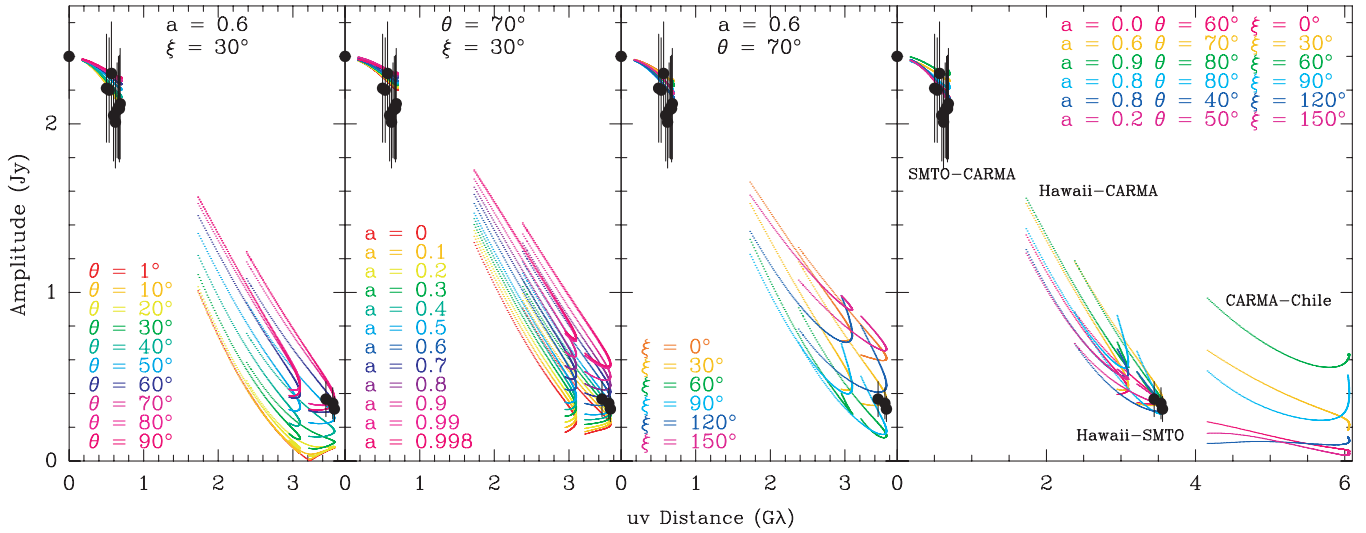 a = 0.6
ξ = 30°
θ = 1°
θ = 10°
θ = 20°
θ = 30°
θ = 40°
θ = 50°
θ = 60°
θ = 70°
θ = 80°
θ = 90°
θ = 70°
ξ = 30°
a = 0
a = 0.1
a = 0.2
a = 0.3
a = 0.4
a = 0.5
a = 0.6
a = 0.7
a = 0.8
a = 0.9
a = 0.99
a = 0.998
a = 0.6
θ = 70°
ξ = 0°
ξ = 30°
ξ = 60°
ξ = 90°
ξ = 120°
ξ = 150°
a = 0.0 θ = 60° ξ = 0°
a = 0.6 θ = 70° ξ = 30°
a = 0.9 θ = 80° ξ = 60°
a = 0.8 θ = 80° ξ = 90°
a = 0.8 θ = 40° ξ = 120°
a = 0.2 θ = 50° ξ = 150°
SMTO-CARMA
Hawaii-CARMA
CARMA-Chile
Hawaii-SMTO
2
1
0
Amplitude (Jy)
0 1 2 3 0 1 2 3 0 1 2 3 0 2 4 6
uv Distance (Gλ)